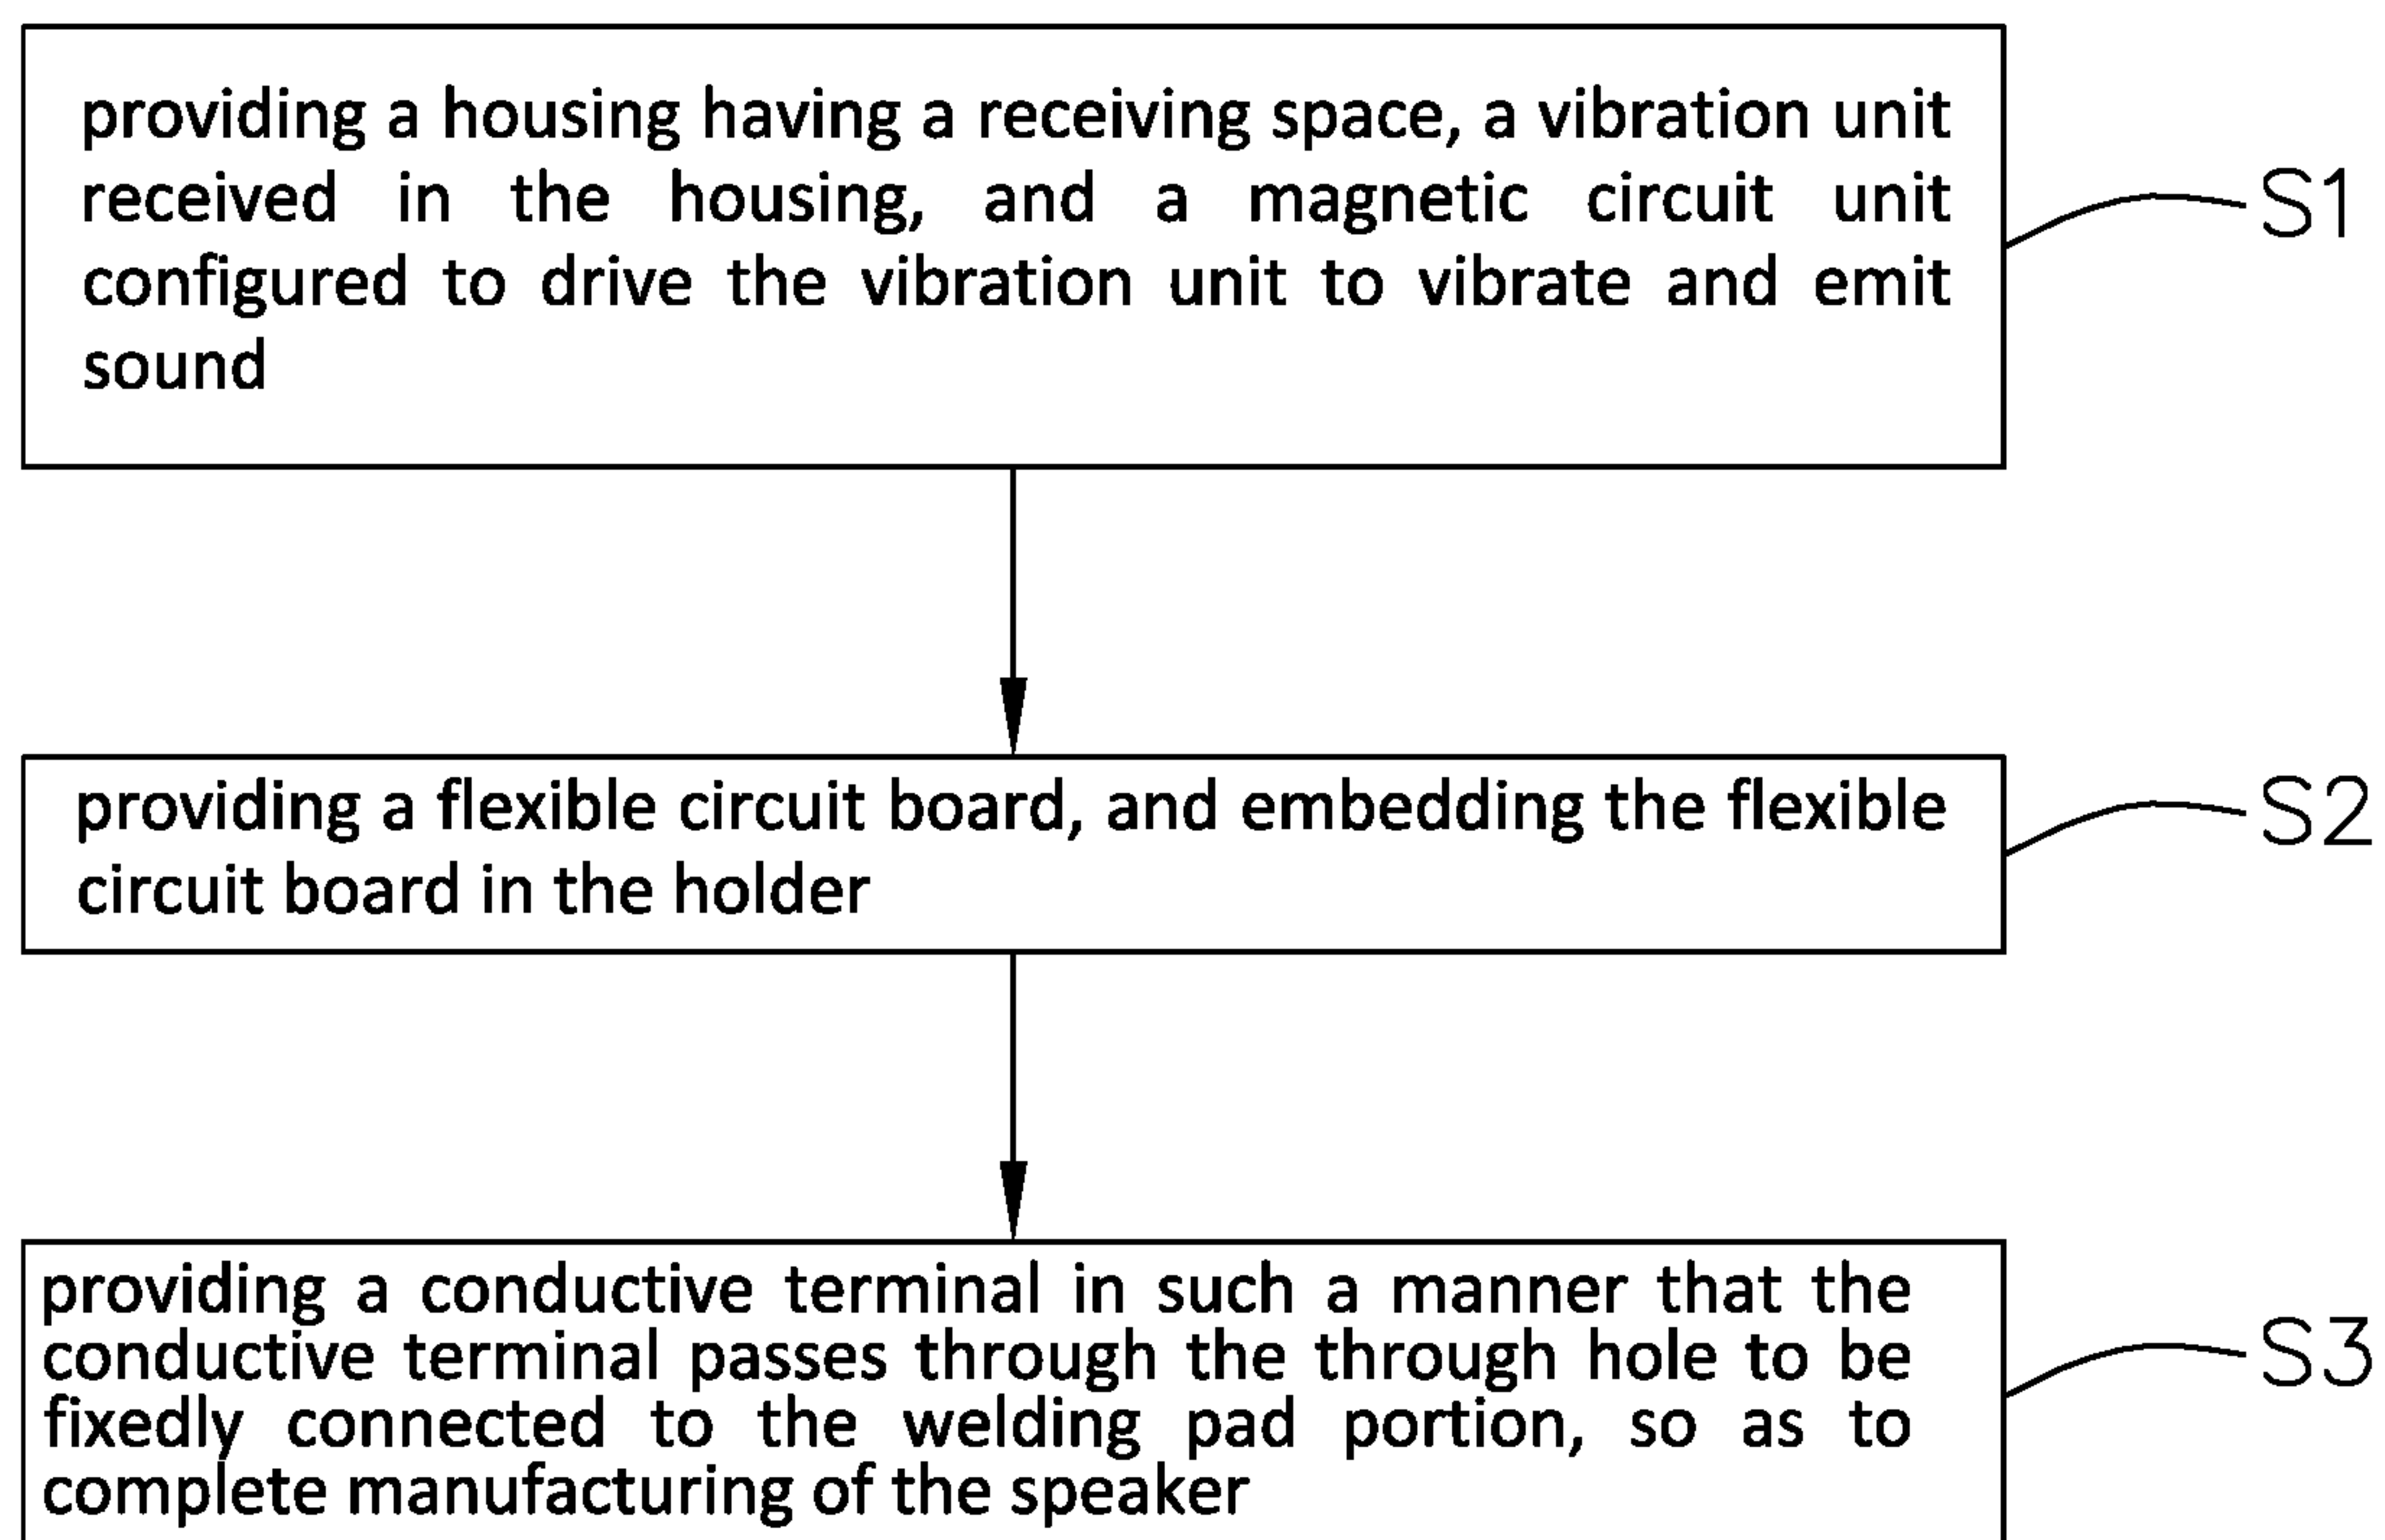 providing a housing having a receiving space, a vibration unit
received in the housing, and a magnetic circuit unit
configured to drive the vibration unit to vibrate and emit
sound
S1
providing a flexible circuit board, and embedding the flexible
circuit board in the holder
S2
providing a conductive terminal in such a manner that the
conductive terminal passes through the through hole to be
fixedly connected to the welding pad portion, so as to
complete manufacturing of the speaker
S3